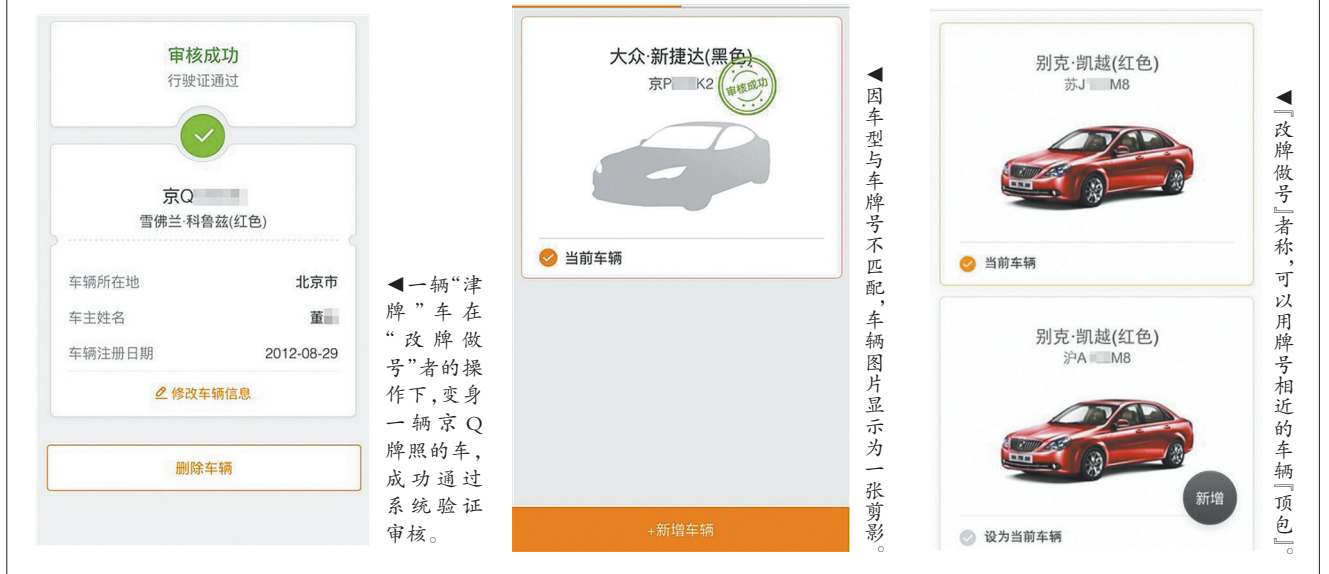 审核成功
行驶证通过
京Q
雪佛兰·科鲁兹(红色)
车辆所在地 北京市
车主姓名 董
车辆注册日期 2012-08-29
修改车辆信息
删除车辆
◀一辆“津
牌”车在
“改牌做
号”者的操
作下，变身
一辆京Q
牌照的车，
成功通过
系统验证
审核。
大众·新捷达(黑色)
京P K2
审核成功
当前车辆
+新增车辆
◀因车型与车牌号不匹配，车辆图片显示为一张剪影。
别克·凯越(红色)
苏J M8
当前车辆
别克·凯越(红色)
沪A M8
新增
设为当前车辆
◀『改牌做号』者称，可以用牌号相近的车辆『顶包』。